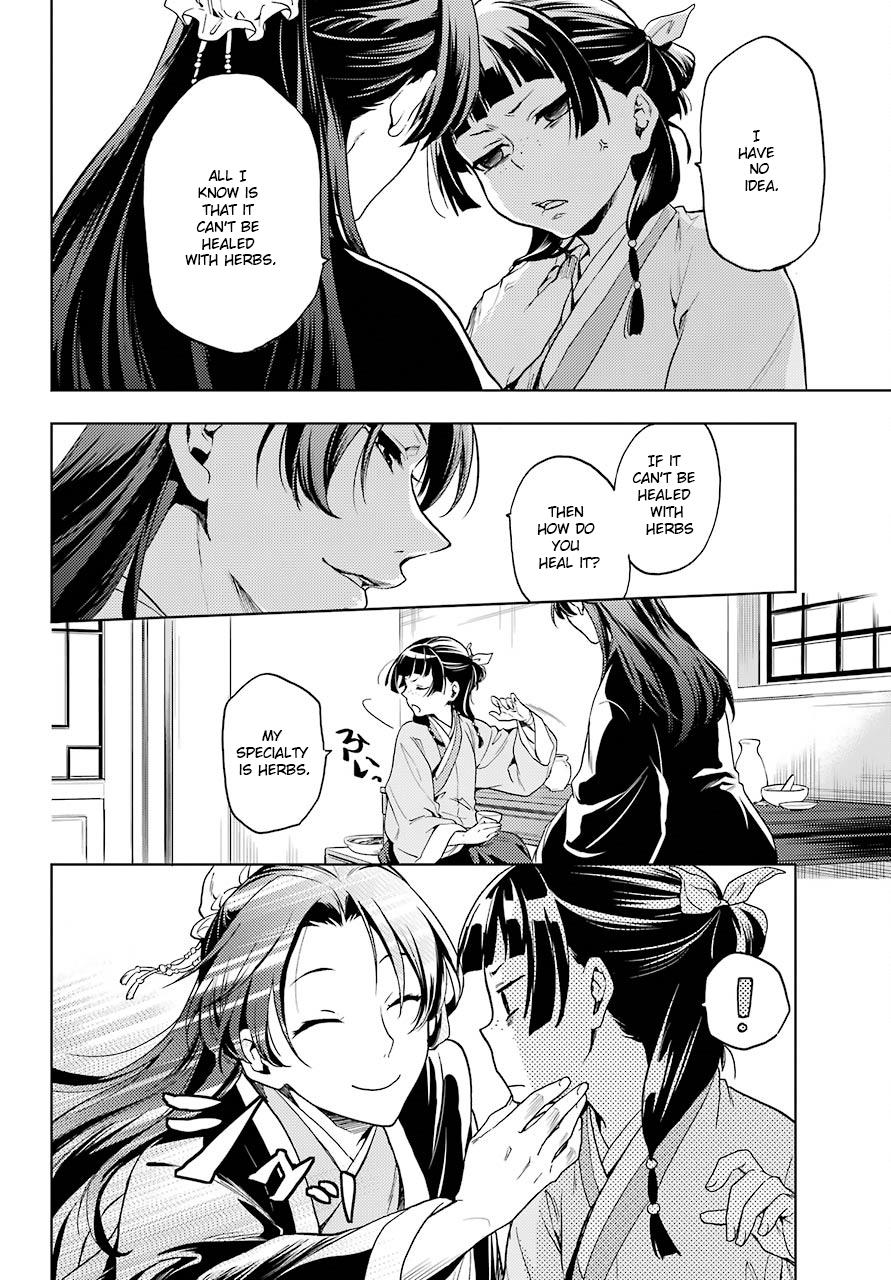 I
HAVE
NO
IDEA.
ALL I
KNOW IS
THAT IT
CAN'T BE
HEALED
WITH HERBS.
IF IT
CAN'T BE
HEALED
WITH
HERBS
THEN
HOW DO
YOU
HEAL IT?
MY
SPECIALTY
IS HERBS.
!